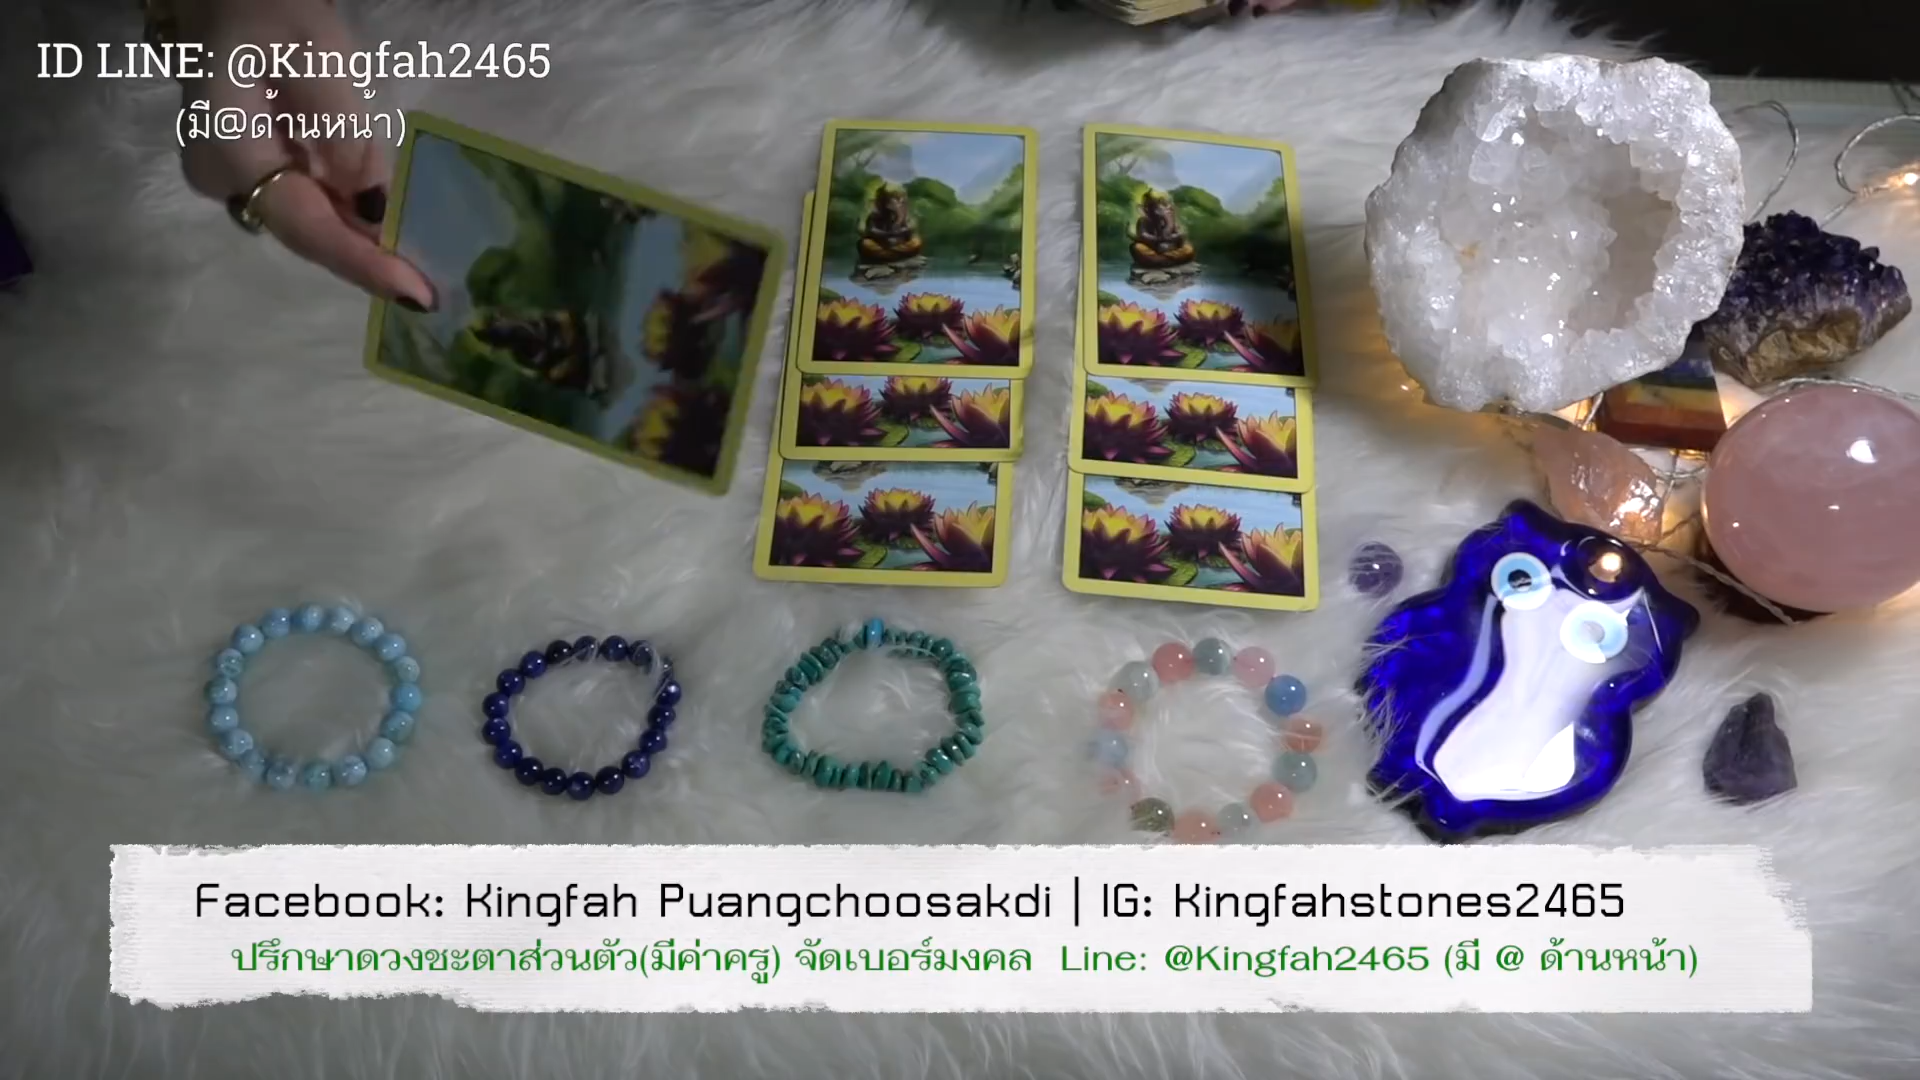 ID LINE: @Kingfah2465
(มี@ด้านหน้า)
Facebook: Kingfah Puangchoosakdi | IG: Kingfahstones2465
ปรึกษาดวงชะตาส่วนตัว(มีค่าครู) จัดเบอร์มงคล Line: @Kingfah2465 (มี @ ด้านหน้า)